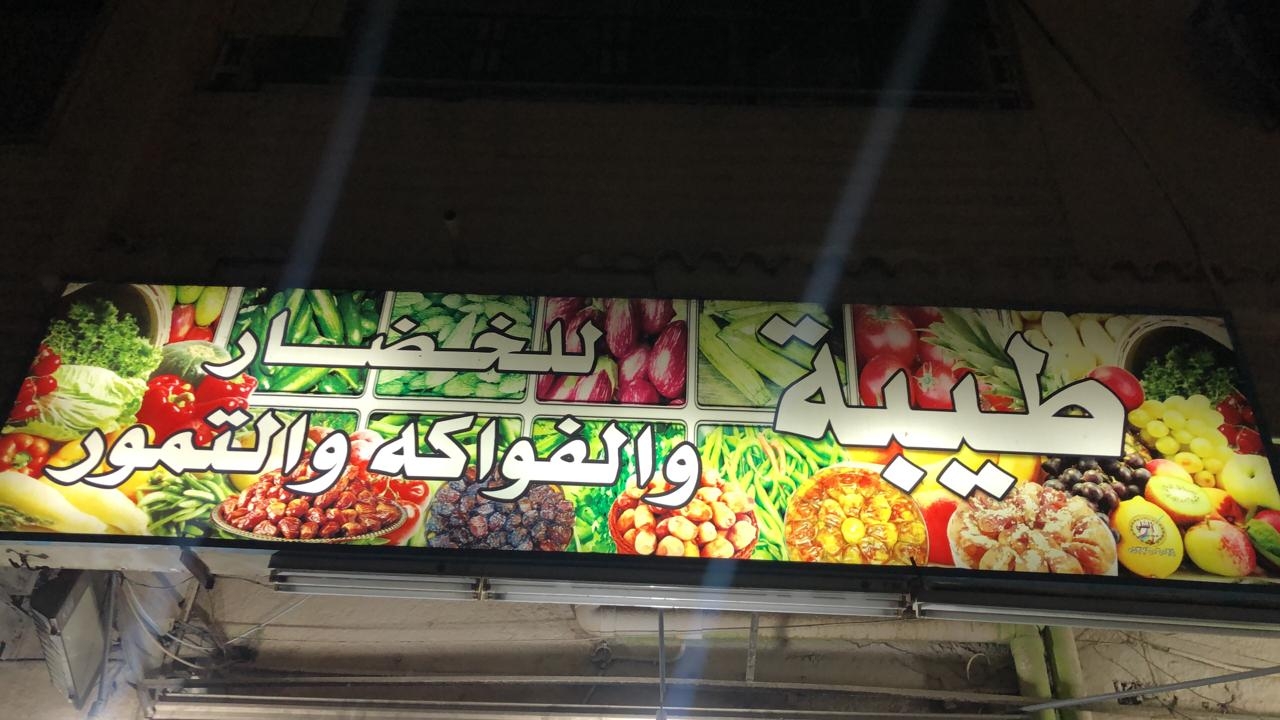 طيبة
للخضار
والفواكه والتمور